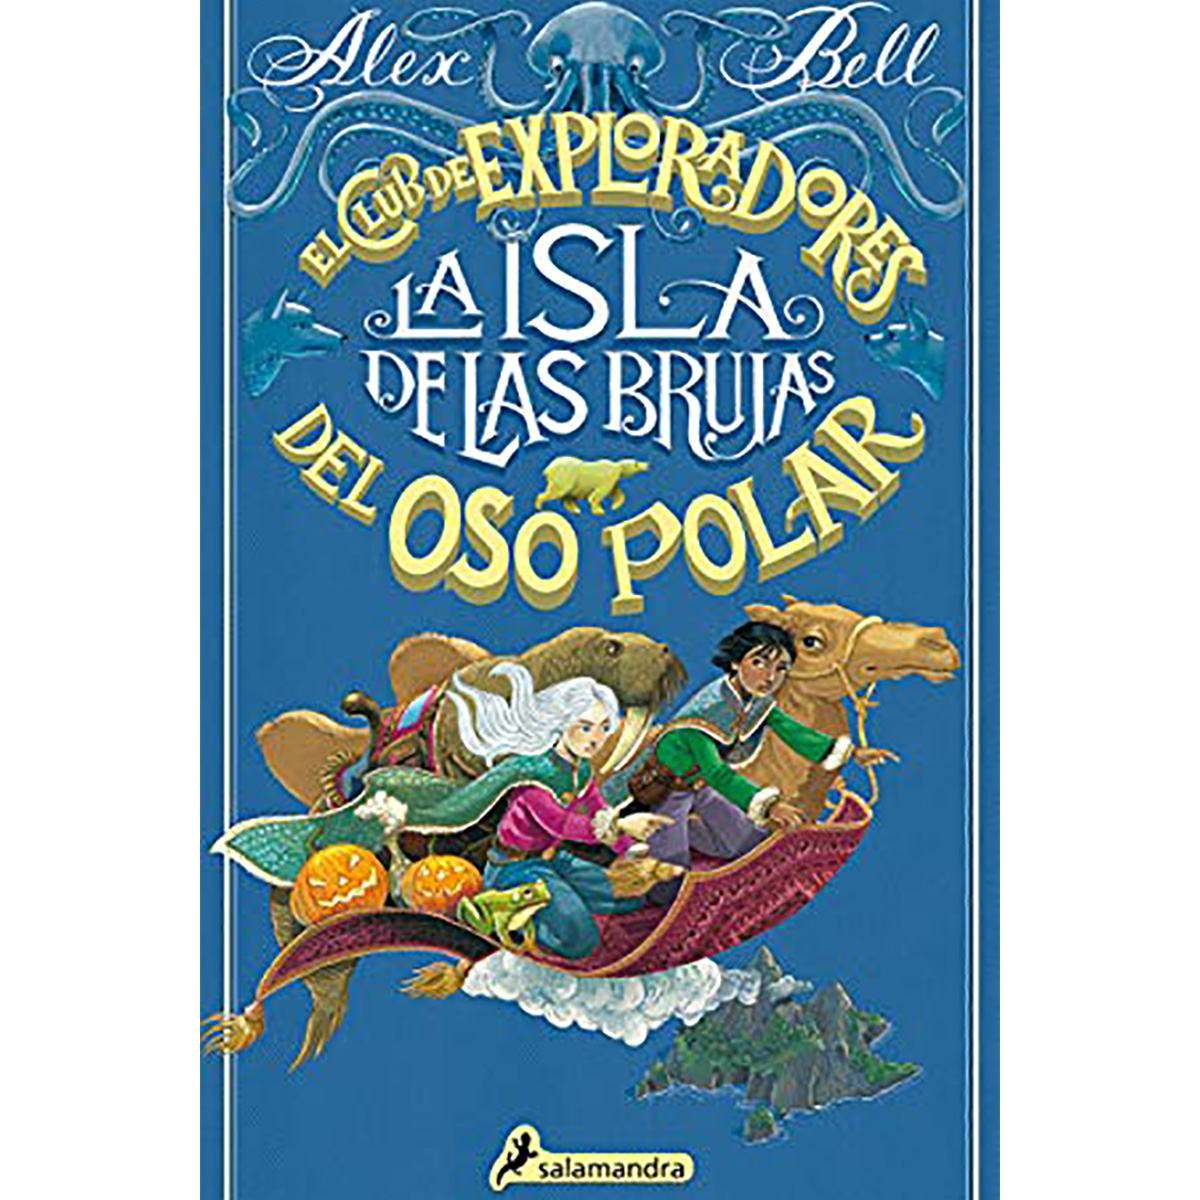 Alex Bell
EL CLUB DE EXPLORADORES
LA ISLA
DE LAS BRUJAS
DEL OSO POLAR
salamandra